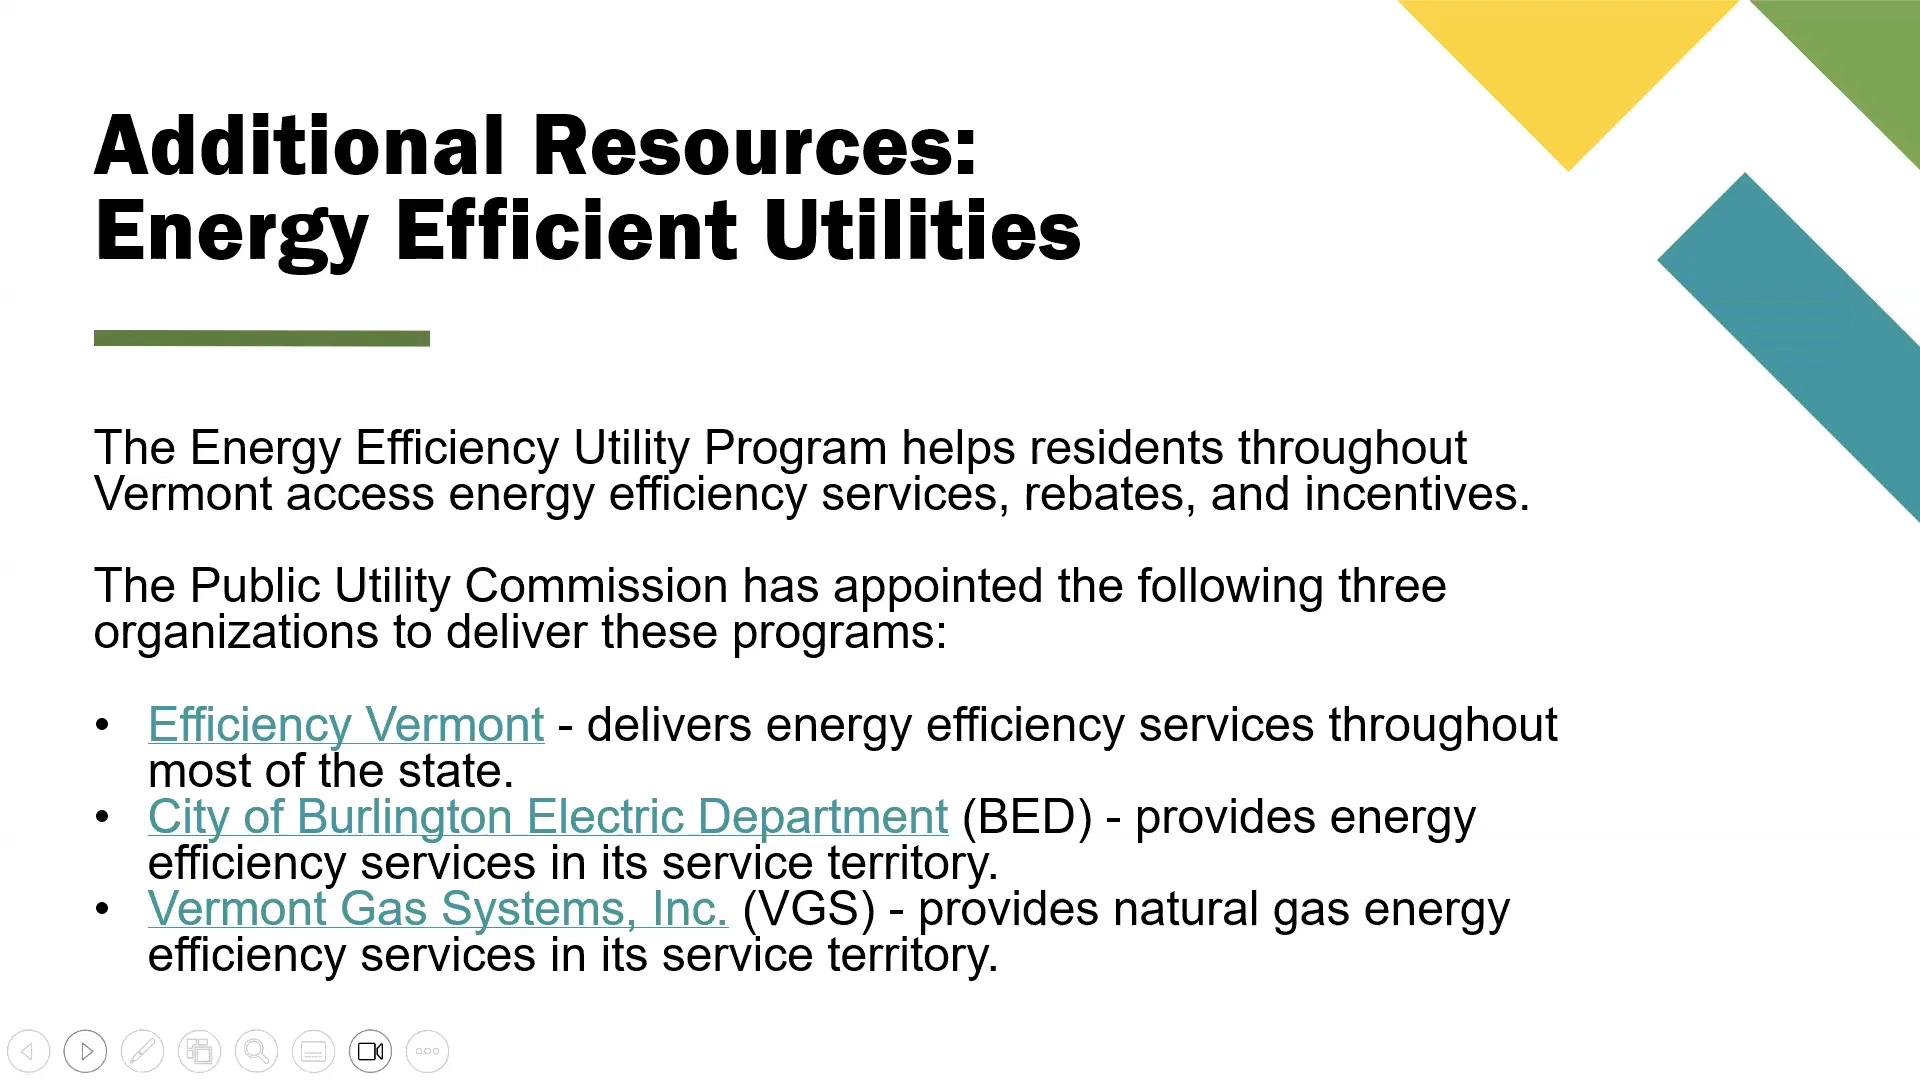 Additional Resources:
Energy Efficient Utilities
The Energy Efficiency Utility Program helps residents throughout
Vermont access energy efficiency services, rebates, and incentives.
The Public Utility Commission has appointed the following three
organizations to deliver these programs:
• Efficiency Vermont - delivers energy efficiency services throughout
most of the state.
• City of Burlington Electric Department (BED) - provides energy
efficiency services in its service territory.
• Vermont Gas Systems, Inc. (VGS) - provides natural gas energy
efficiency services in its service territory.